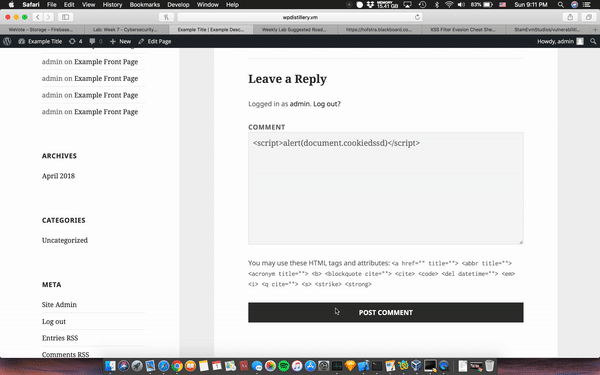 Safari File Edit View History Bookmarks Develop Window Help
MEMORY 15.41 GB 83% Sun 9:11 PM
wpdistillery.vm
WeVote – Storage – Firebase... Lab: Week 7 – Cybersecurity... Example Title | Example Desc... Weekly Lab Suggested Read... https://hofstra.blackboard.co... XSS Filter Evasion Cheat She...
Example Title 4 0 New Edit Page Howdy, admin
admin on Example Front Page
admin on Example Front Page
admin on Example Front Page
admin on Example Front Page
ARCHIVES
April 2018
CATEGORIES
Uncategorized
META
Site Admin
Log out
Entries RSS
Comments RSS
Leave a Reply
Logged in as admin. Log out?
COMMENT
<script>alert(document.cookiedssd)</script>
You may use these HTML tags and attributes: <a href="" title=""> <abbr title="">
<acronym title=""> <b> <blockquote cite=""> <cite> <code> <del datetime=""> <em>
<i> <q cite=""> <s> <strike> <strong>
POST COMMENT